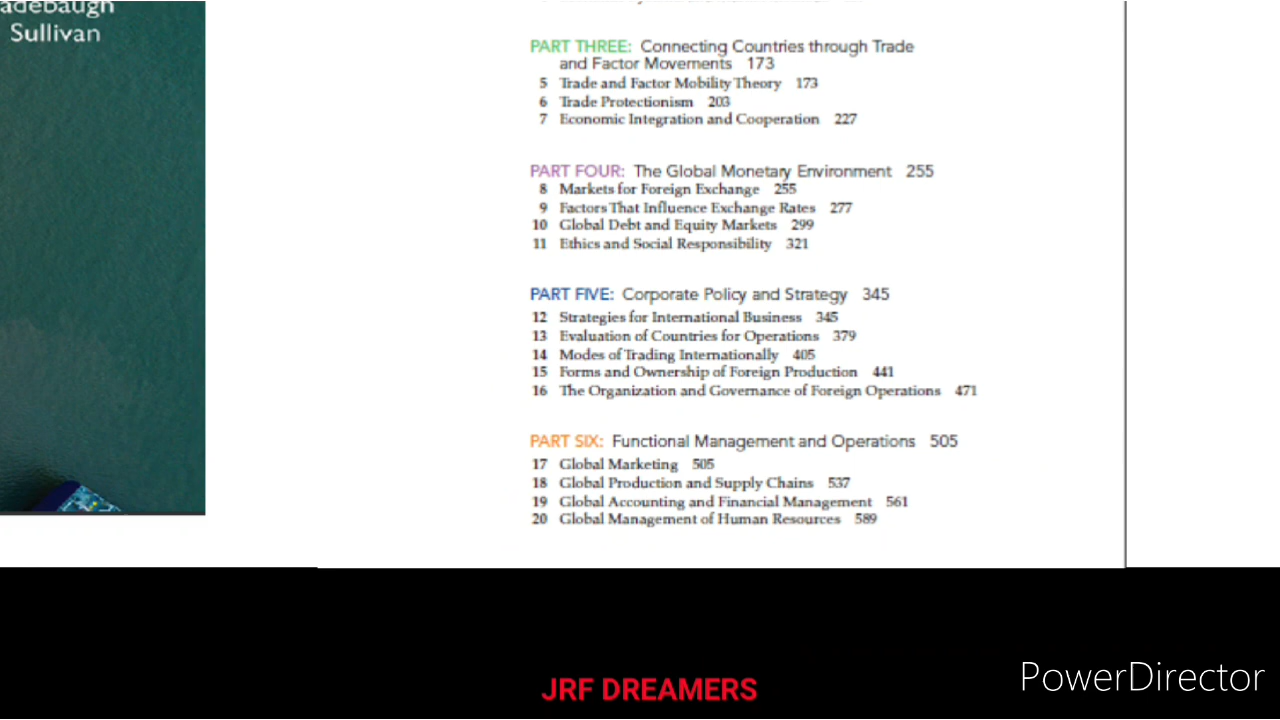 Sullivan
PART THREE: Connecting Countries through Trade
and Factor Movements 173
5 Trade and Factor Mobility Theory 173
6 Trade Protectionism 203
7 Economic Integration and Cooperation 227
PART FOUR: The Global Monetary Environment 255
8 Markets for Foreign Exchange 255
9 Factors That Influence Exchange Rates 277
10 Global Debt and Equity Markets 299
11 Ethics and Social Responsibility 321
PART FIVE: Corporate Policy and Strategy 345
12 Strategies for International Business 345
13 Evaluation of Countries for Operations 379
14 Modes of Trading Internationally 405
15 Forms and Ownership of Foreign Production 441
16 The Organization and Governance of Foreign Operations 471
PART SIX: Functional Management and Operations 505
17 Global Marketing 505
18 Global Production and Supply Chains 537
19 Global Accounting and Financial Management 561
20 Global Management of Human Resources 589
JRF DREAMERS
PowerDirector